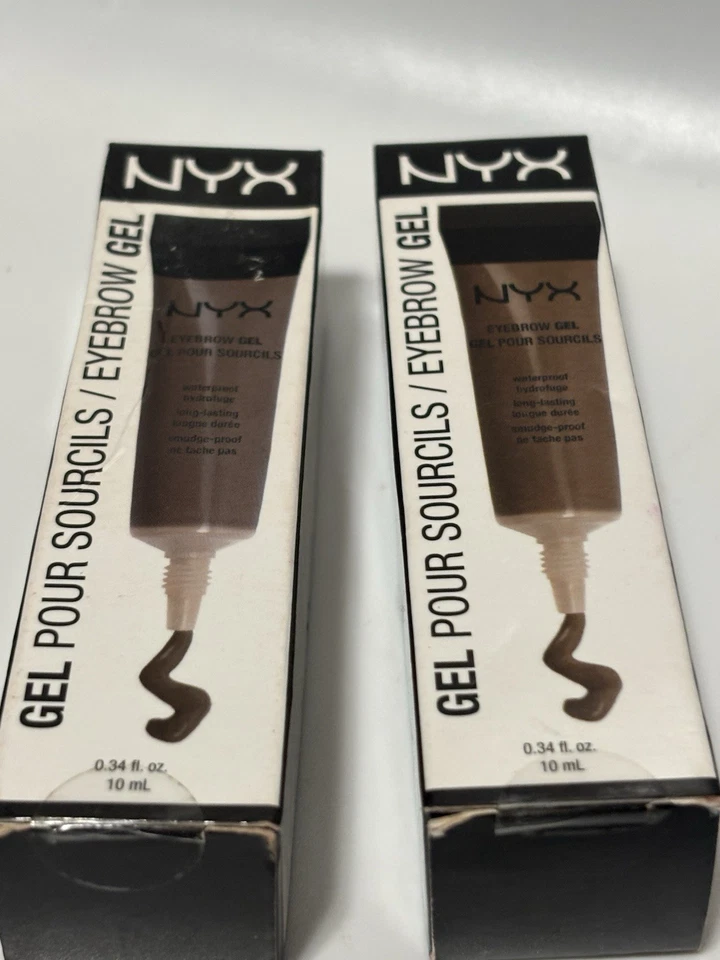 NYX
GEL POUR SOURCILS / EYEBROW GEL
NYX
EYEBROW GEL
GEL POUR SOURCILS
waterproof
hydrofuge
long-lasting
longue durée
smudge-proof
ne tache pas
0.34 fl. oz.
10 mL
NYX
GEL POUR SOURCILS / EYEBROW GEL
NYX
EYEBROW GEL
GEL POUR SOURCILS
waterproof
hydrofuge
long-lasting
longue durée
smudge-proof
ne tache pas
0.34 fl. oz.
10 mL